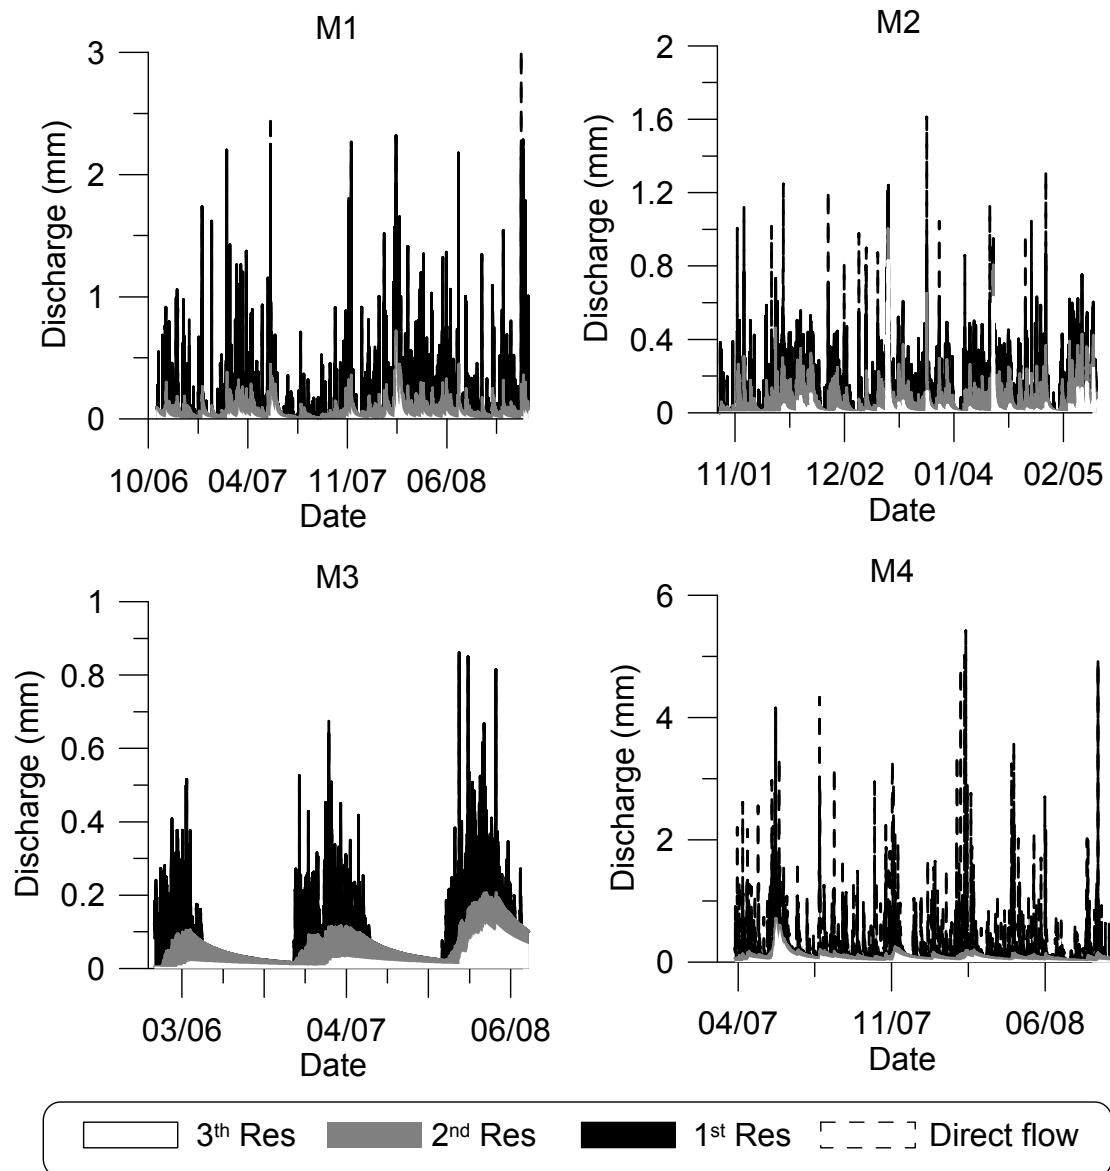 M1
3
2
1
0
Discharge (mm)
10/06 04/07 11/07 06/08
Date
M2
2
1.6
1.2
0.8
0.4
0
Discharge (mm)
11/01 12/02 01/04 02/05
Date
M3
1
0.8
0.6
0.4
0.2
0
Discharge (mm)
03/06 04/07 06/08
Date
M4
6
4
2
0
Discharge (mm)
04/07 11/07 06/08
Date
3th Res 2nd Res 1st Res Direct flow